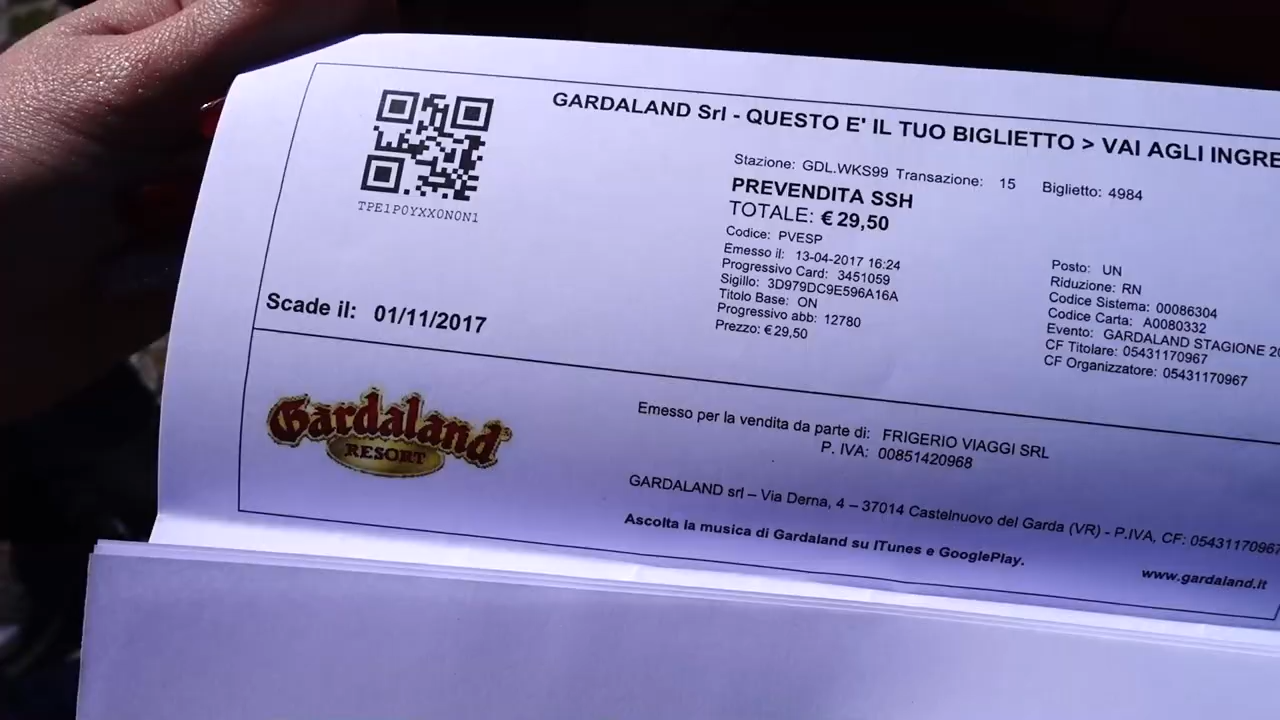 GARDALAND Srl - QUESTO E' IL TUO BIGLIETTO > VAI AGLI INGRE
Stazione: GDL.WKS99 Transazione: 15 Biglietto: 4984
PREVENDITA SSH
TOTALE: € 29,50
TPE1P0YXX0N0N1
Codice: PVESP
Emesso il: 13-04-2017 16:24
Progressivo Card: 3451059
Sigillo: 3D979DC9E596A16A
Titolo Base: ON
Progressivo abb: 12780
Prezzo: € 29,50
Posto: UN
Riduzione: RN
Codice Sistema: 00086304
Codice Carta: A0080332
Evento: GARDALAND STAGIONE 20
CF Titolare: 05431170967
CF Organizzatore: 05431170967
Scade il: 01/11/2017
Gardaland
RESORT
Emesso per la vendita da parte di: FRIGERIO VIAGGI SRL
P. IVA: 00851420968
GARDALAND srl – Via Derna, 4 – 37014 Castelnuovo del Garda (VR) - P.IVA, CF: 05431170967
Ascolta la musica di Gardaland su ITunes e GooglePlay.
www.gardaland.it